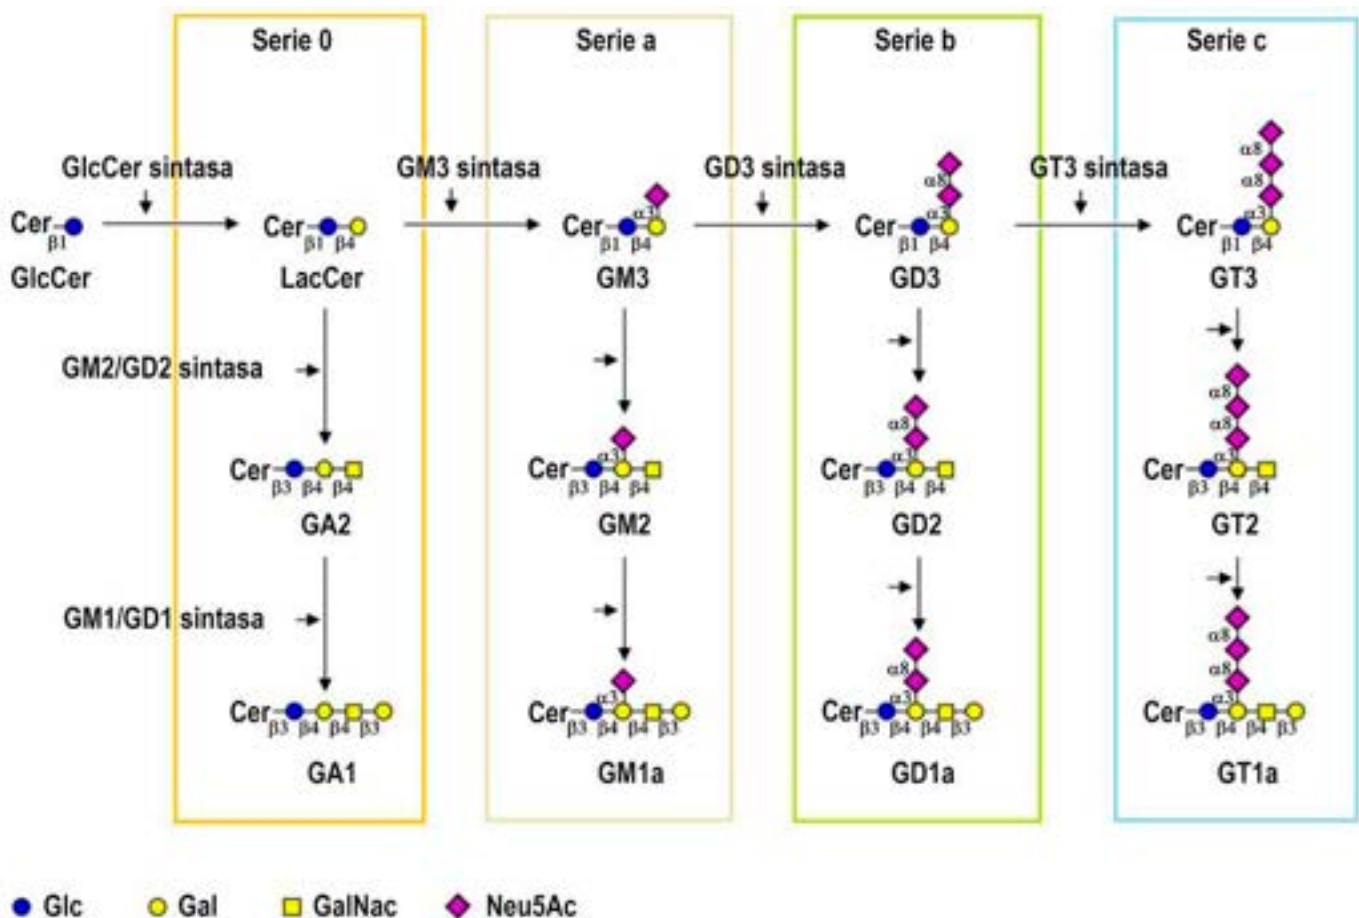 Serie 0 Serie a Serie b Serie c
α8
GlcCer sintasa GM3 sintasa GD3 sintasa GT3 sintasa
α8 α8
α3 α3 α3
Cer Cer Cer Cer Cer
β1 β1 β4 β1 β4 β1 β4 β1 β4
GlcCer LacCer GM3 GD3 GT3
GM2/GD2 sintasa
α8
α8 α8
α3 α3 α3
Cer Cer Cer Cer
β3 β4 β4 β3 β4 β4 β3 β4 β4 β3 β4 β4
GA2 GM2 GD2 GT2
GM1/GD1 sintasa
α8
α8 α8
α3 α3 α3
Cer Cer Cer Cer
β3 β4 β4 β3 β3 β4 β4 β3 β3 β4 β4 β3 β3 β4 β4 β3
GA1 GM1a GD1a GT1a
Glc Gal GalNac Neu5Ac